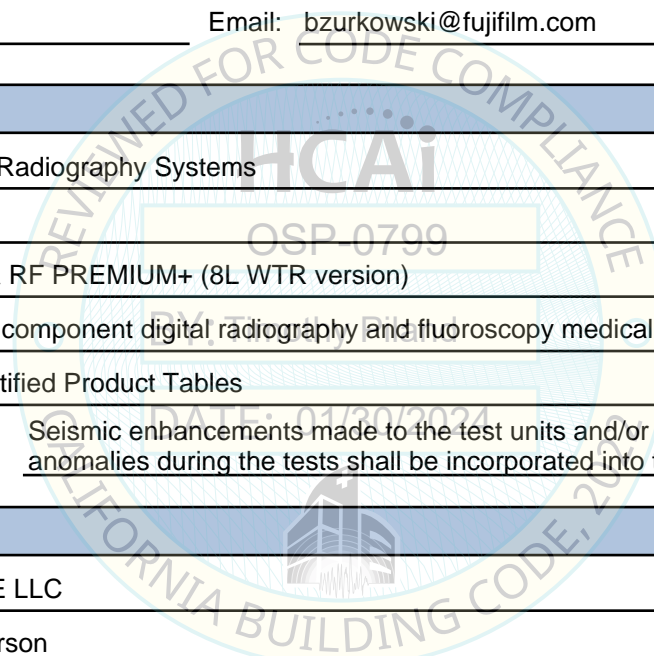 Email: bzurkowski@fujifilm.com
REVIEWED FOR CODE COMPLIANCE
HCAi
Radiography Systems
OSP-0799
RF PREMIUM+ (8L WTR version)
BY: Timothy Piland
component digital radiography and fluoroscopy medical
tified Product Tables
DATE: 01/30/2024
Seismic enhancements made to the test units and/or
anomalies during the tests shall be incorporated into
E LLC
rson
CALIFORNIA BUILDING CODE, 2022